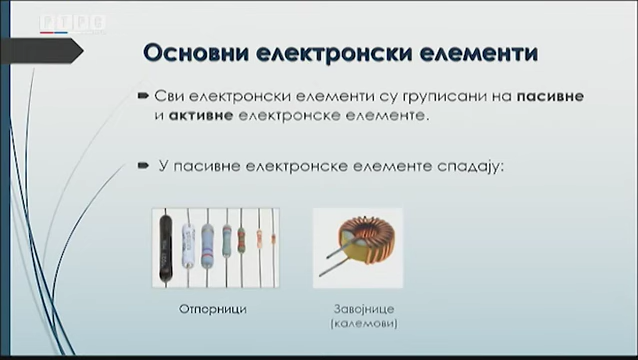 РТРС
Основни електронски елементи
Сви електронски елементи су груписани на пасивне
и активне електронске елементе.
У пасивне електронске елементе спадају:
Отпорници
Завојнице
(калемови)